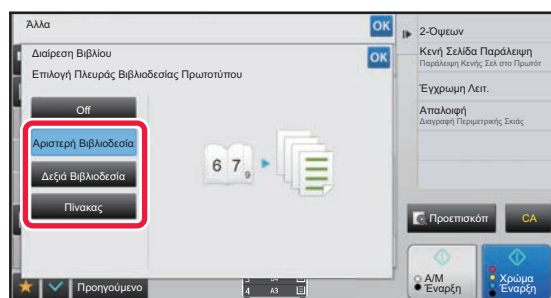 Άλλα
OK
Διαίρεση Βιβλίου
OK
Επιλογή Πλευράς Βιβλιοδεσίας Πρωτοτύπου
Off
Αριστερή Βιβλιοδεσία
Δεξιά Βιβλιοδεσία
Πίνακας
6 7 9
Προηγούμενο
4 A3
2-Όψεων
Κενή Σελίδα Παράλειψη
Παράλειψη Κενής Σελ στο Πρωτότ
Έγχρωμη Λειτ.
Απαλοιφή
Διαγραφή Περιμετρικής Σκιάς
Προεπισκόπ
CA
Α/Μ
Έναρξη
Χρώμα
Έναρξη